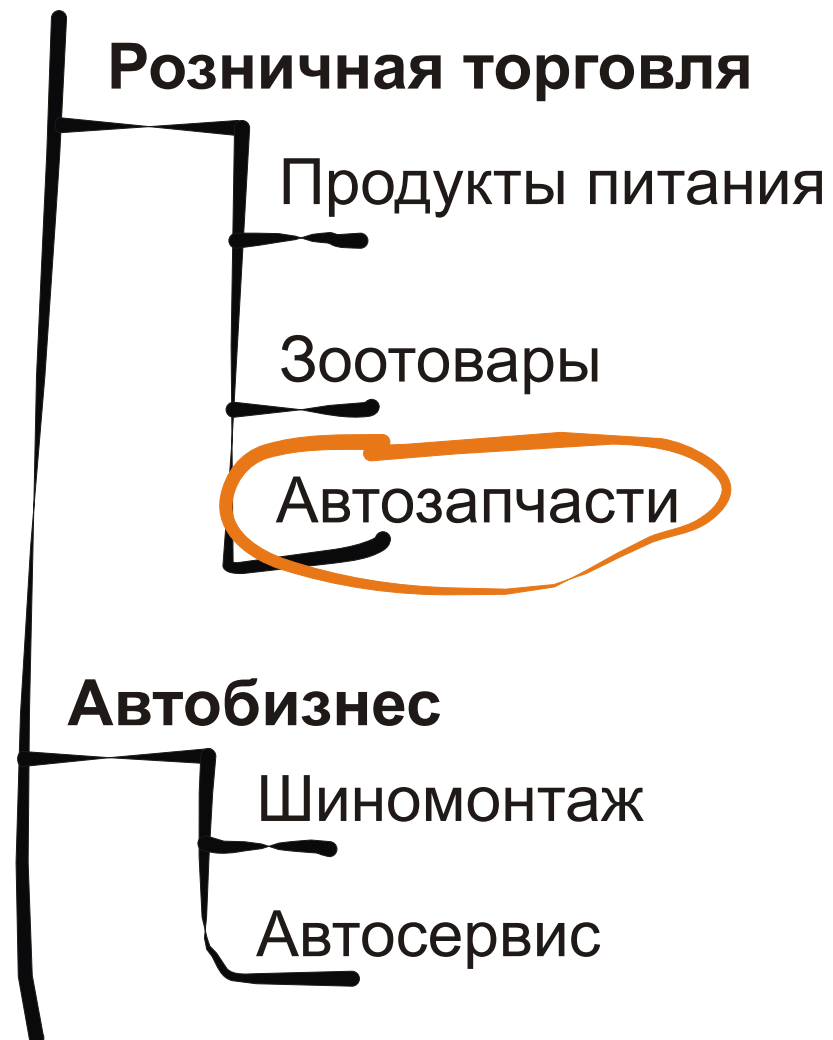 Розничная торговля
Продукты питания
Зоотовары
Автозапчасти
Автобизнес
Шиномонтаж
Автосервис